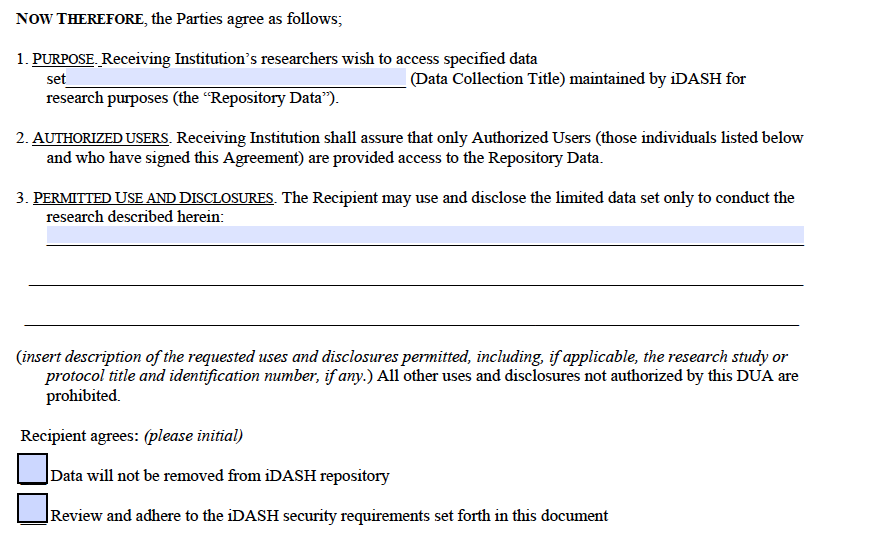 NOW THEREFORE, the Parties agree as follows;
1. PURPOSE. Receiving Institution's researchers wish to access specified data
set (Data Collection Title) maintained by iDASH for
research purposes (the “Repository Data”).
2. AUTHORIZED USERS. Receiving Institution shall assure that only Authorized Users (those individuals listed below
and who have signed this Agreement) are provided access to the Repository Data.
3. PERMITTED USE AND DISCLOSURES. The Recipient may use and disclose the limited data set only to conduct the
research described herein:
(insert description of the requested uses and disclosures permitted, including, if applicable, the research study or
protocol title and identification number, if any.) All other uses and disclosures not authorized by this DUA are
prohibited.
Recipient agrees: (please initial)
Data will not be removed from iDASH repository
Review and adhere to the iDASH security requirements set forth in this document